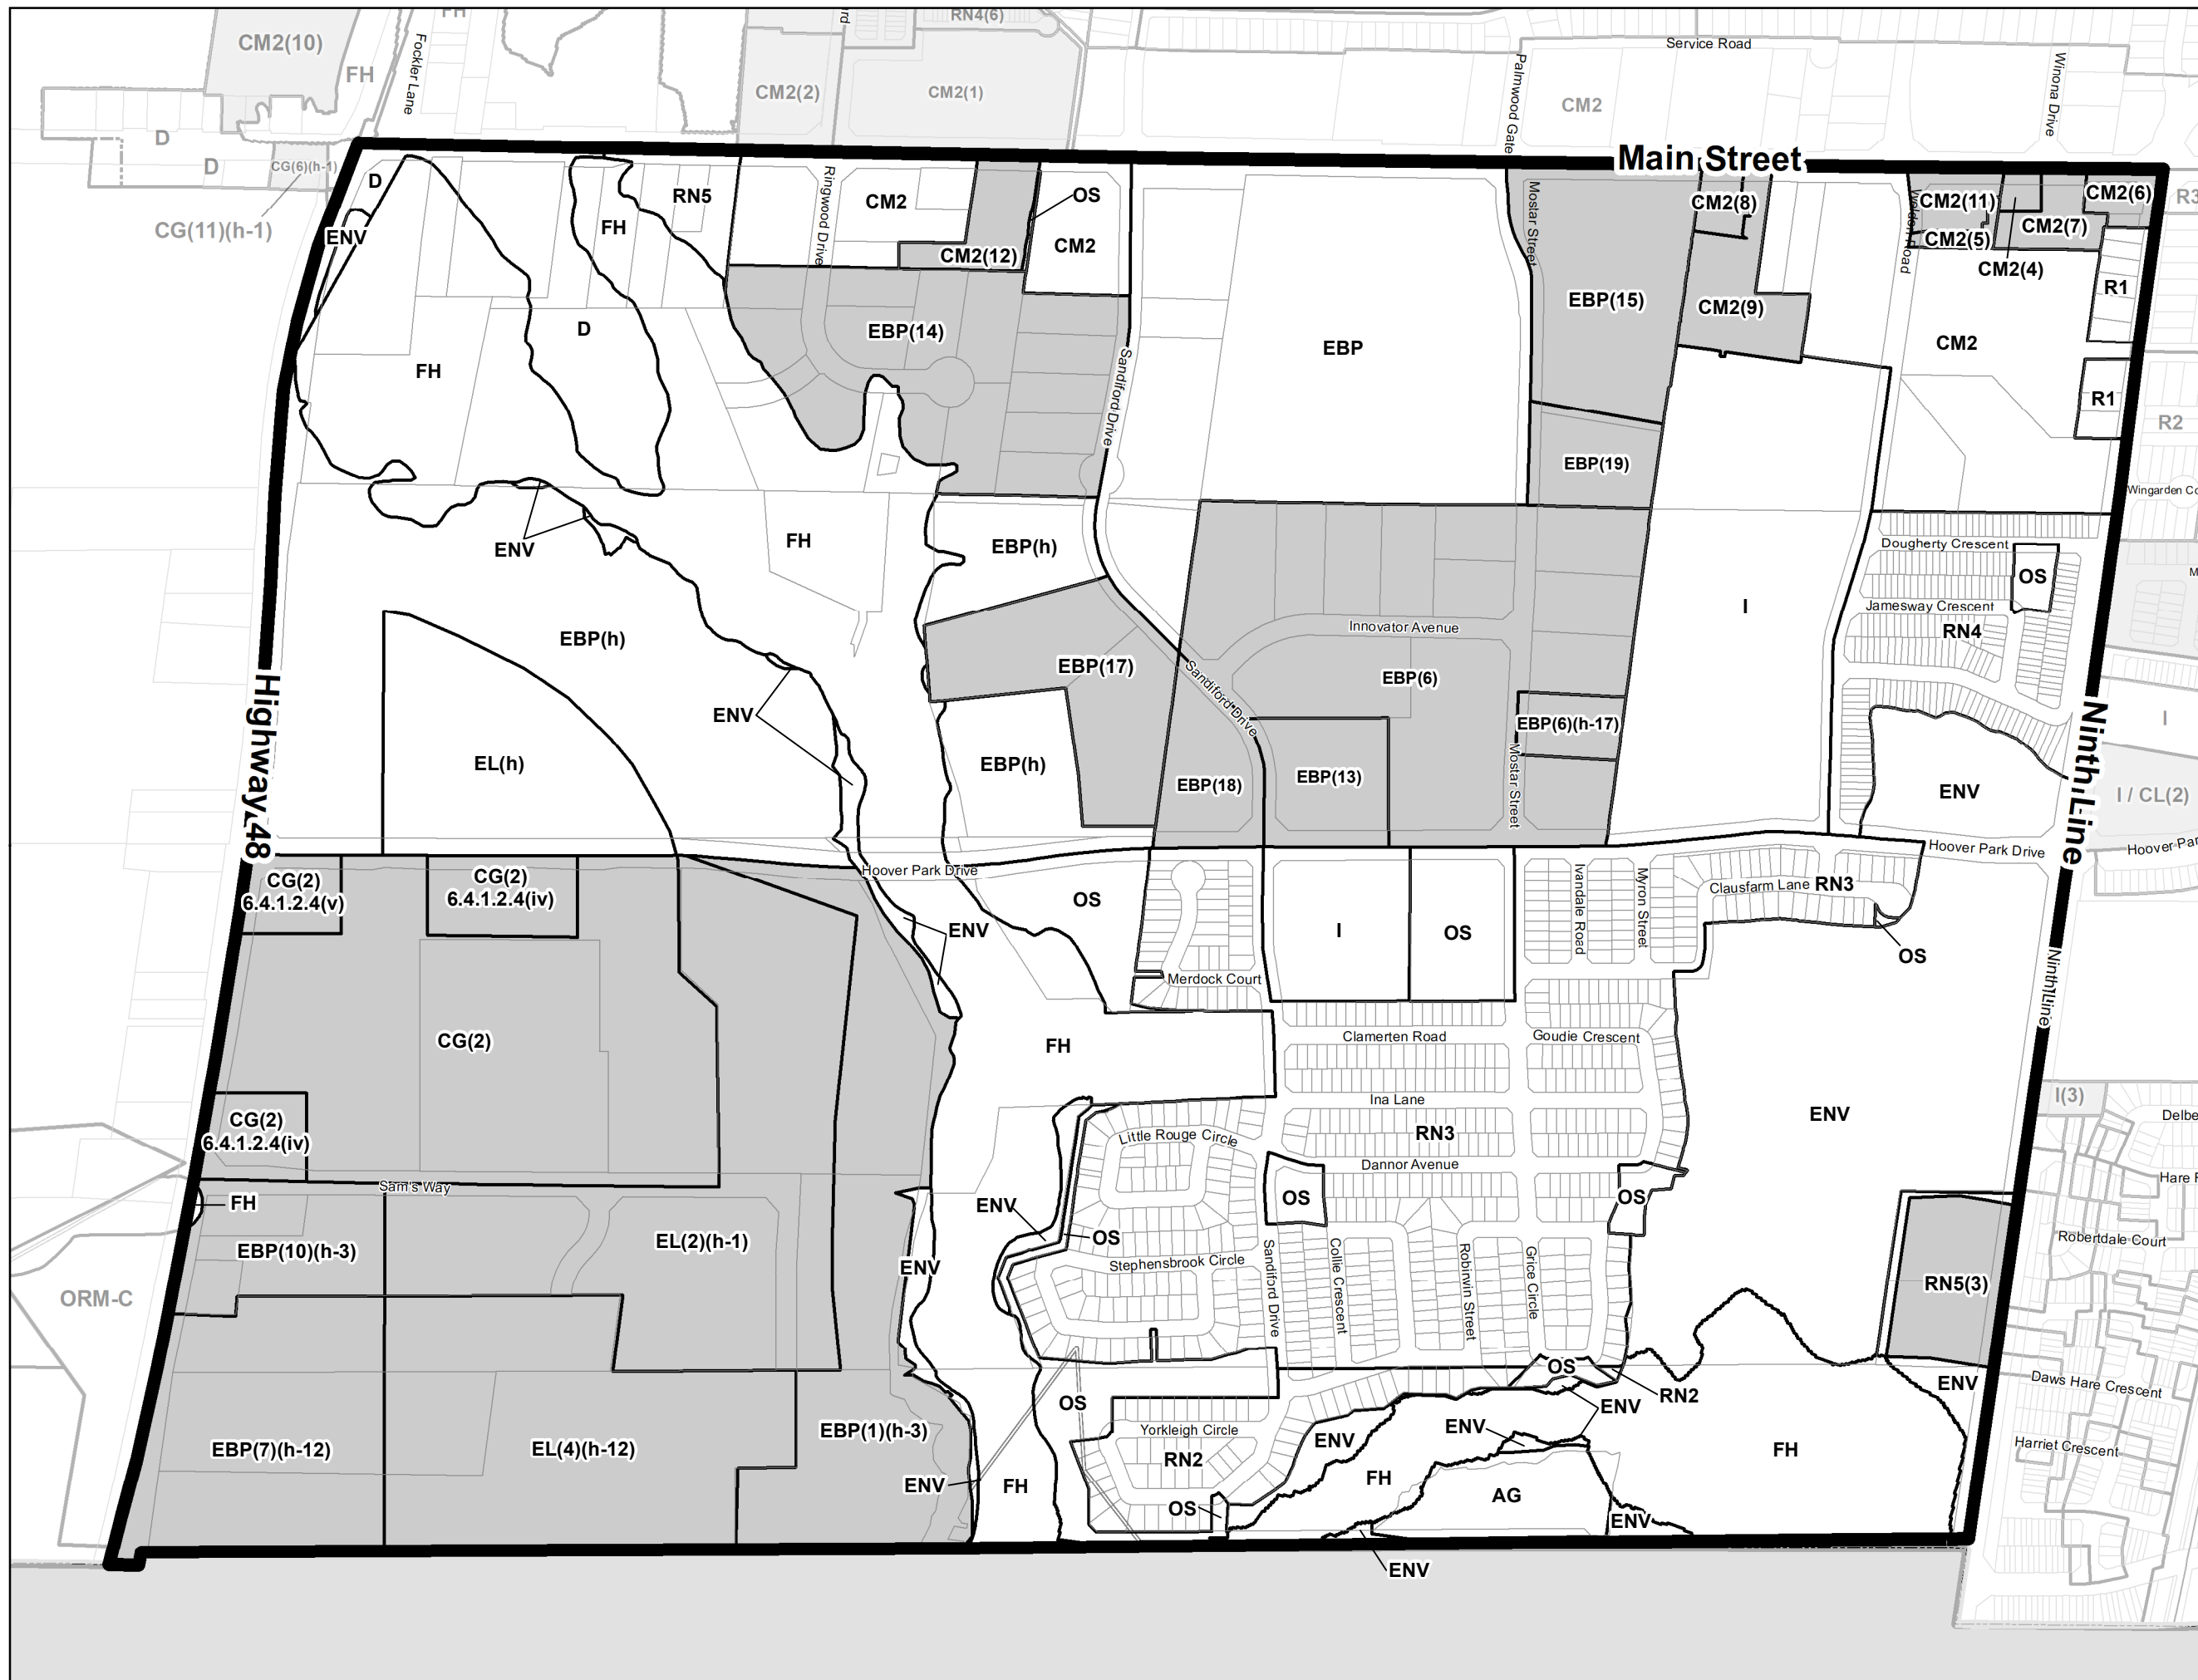 FH
RN4(6)
CM2(10)
FH
Fockler Lane
CM2(2)
CM2(1)
Service Road
Palmwood Gate
CM2
Winona Drive
D
D
CG(6)(h-1)
CG(11)(h-1)
Main Street
R3
D
ENV
FH
RN5
Ringwood Drive
CM2
OS
CM2
CM2(12)
Mostar Street
CM2(8)
CM2(11)
CM2(6)
CM2(7)
CM2(5)
CM2(4)
R1
EBP(15)
CM2(9)
EBP(14)
EBP
CM2
FH
D
Sandiford Drive
R1
R2
EBP(19)
Wingarden Co
ENV
FH
EBP(h)
Dougherty Crescent
OS
Jamesway Crescent
RN4
I
Innovator Avenue
EBP(h)
EBP(17)
EBP(6)
Sandiford Drive
ENV
EBP(6)(h-17)
Highway 48
Ninth Line
I
EL(h)
EBP(h)
EBP(18)
EBP(13)
Mostar Street
ENV
I / CL(2)
Hoover Park Drive
Hoover Par
Hoover Park Drive
CG(2)
6.4.1.2.4(v)
CG(2)
6.4.1.2.4(iv)
OS
ENV
I
OS
Ivandale Road
Myron Street
Clausfarm Lane
RN3
OS
Merdock Court
Ninth Line
CG(2)
FH
Clamerten Road
Goudie Crescent
Ina Lane
ENV
I(3)
Delbe
CG(2)
6.4.1.2.4(iv)
Little Rouge Circle
RN3
Dannor Avenue
Hare
Sam's Way
FH
ENV
OS
OS
OS
EBP(10)(h-3)
EL(2)(h-1)
Stephensbrook Circle
Robertdale Court
ENV
Sandiford Drive
Collie Crescent
Robinvin Street
Grice Circle
RN5(3)
ORM-C
OS
RN2
ENV
ENV
Daws Hare Crescent
OS
Yorkleigh Circle
ENV
ENV
EBP(7)(h-12)
EL(4)(h-12)
EBP(1)(h-3)
RN2
FH
Harriet Crescent
ENV
FH
FH
AG
OS
ENV
ENV